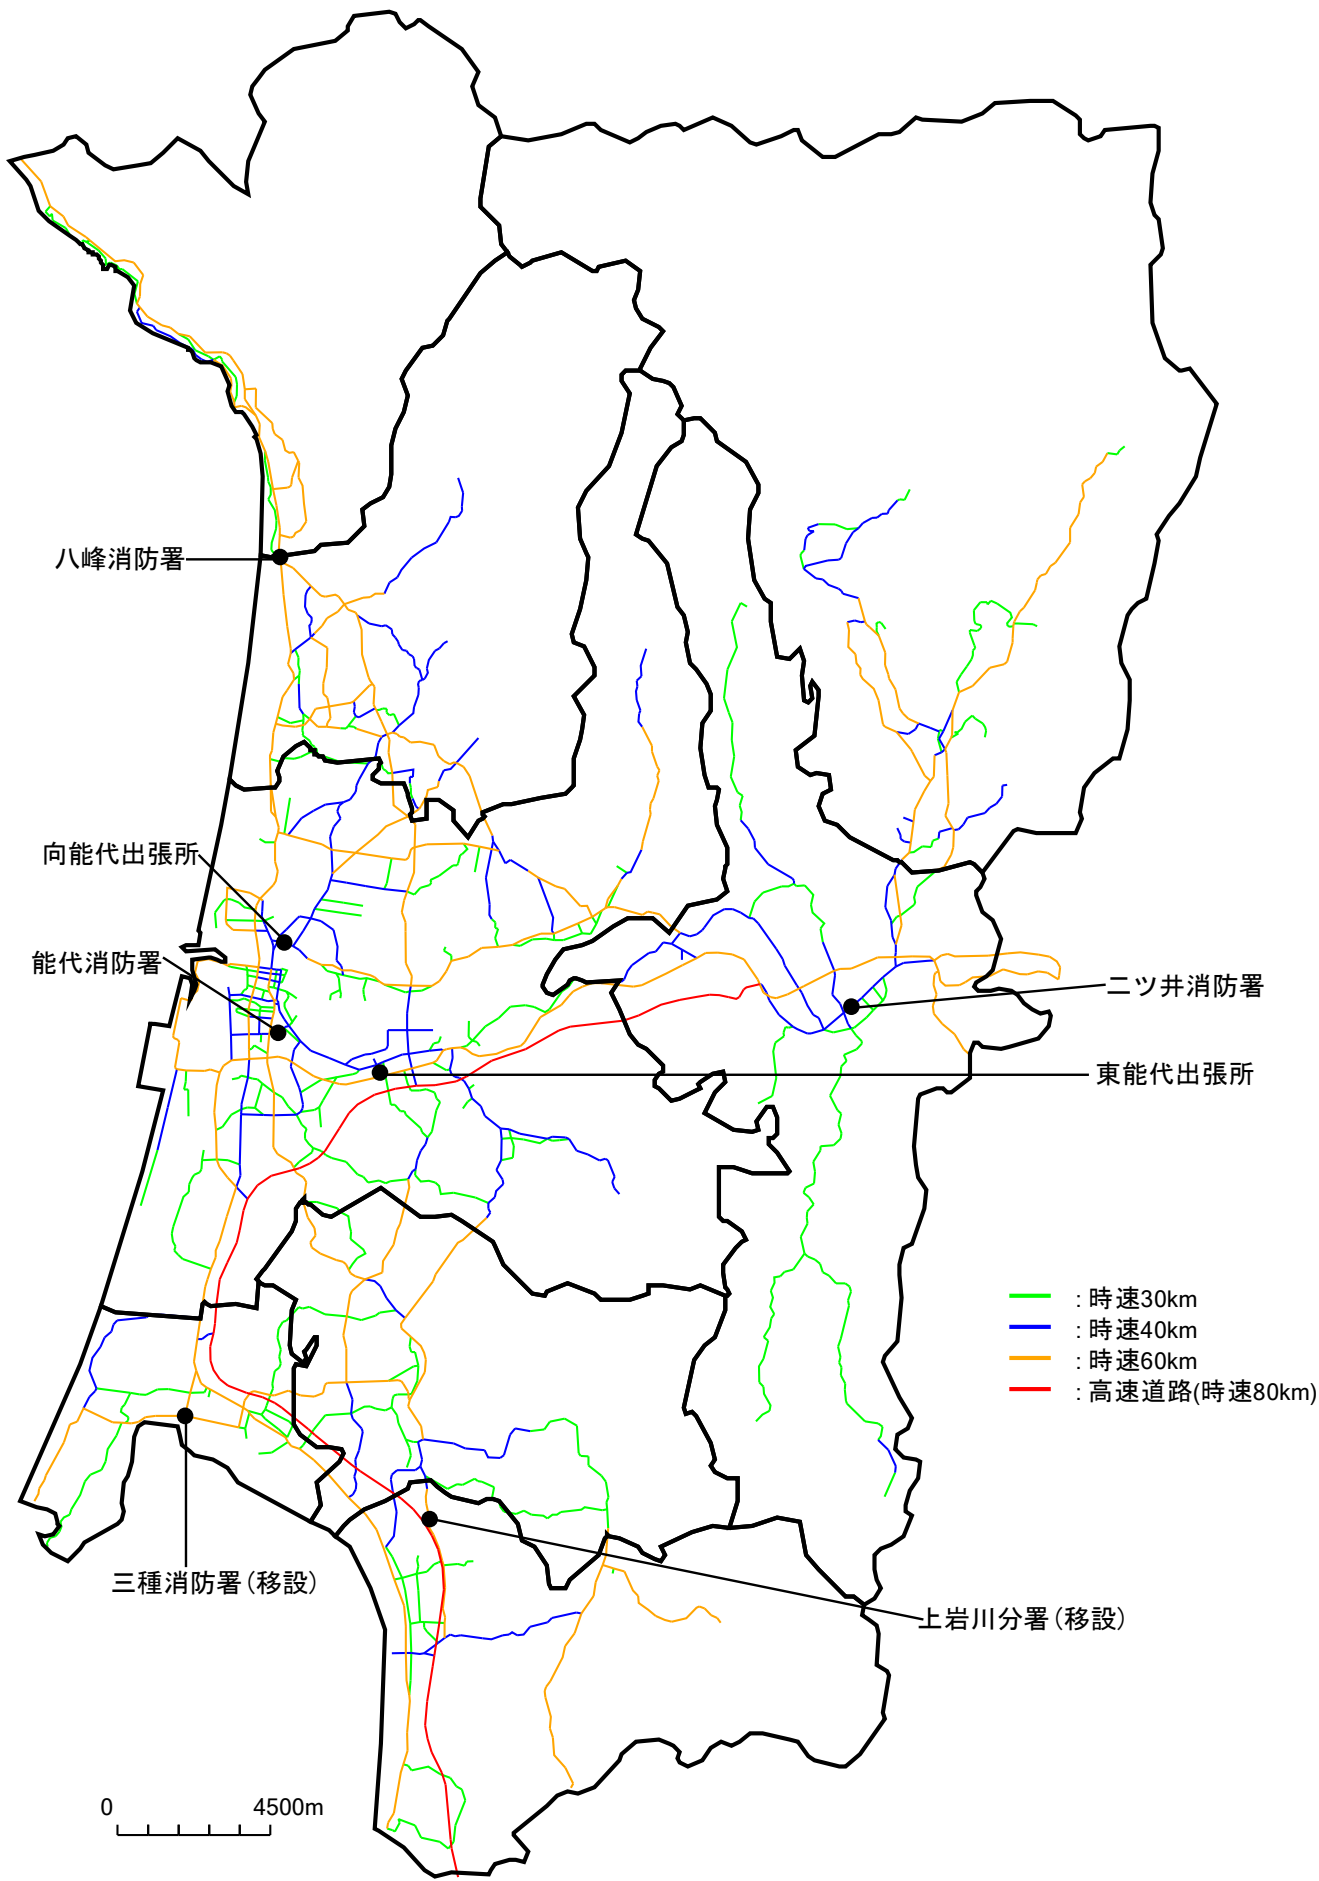 八峰消防署
向能代出張所
能代消防署
二ツ井消防署
東能代出張所
：時速30km
：時速40km
：時速60km
：高速道路(時速80km)
三種消防署（移設）
上岩川分署（移設）
0 4500m